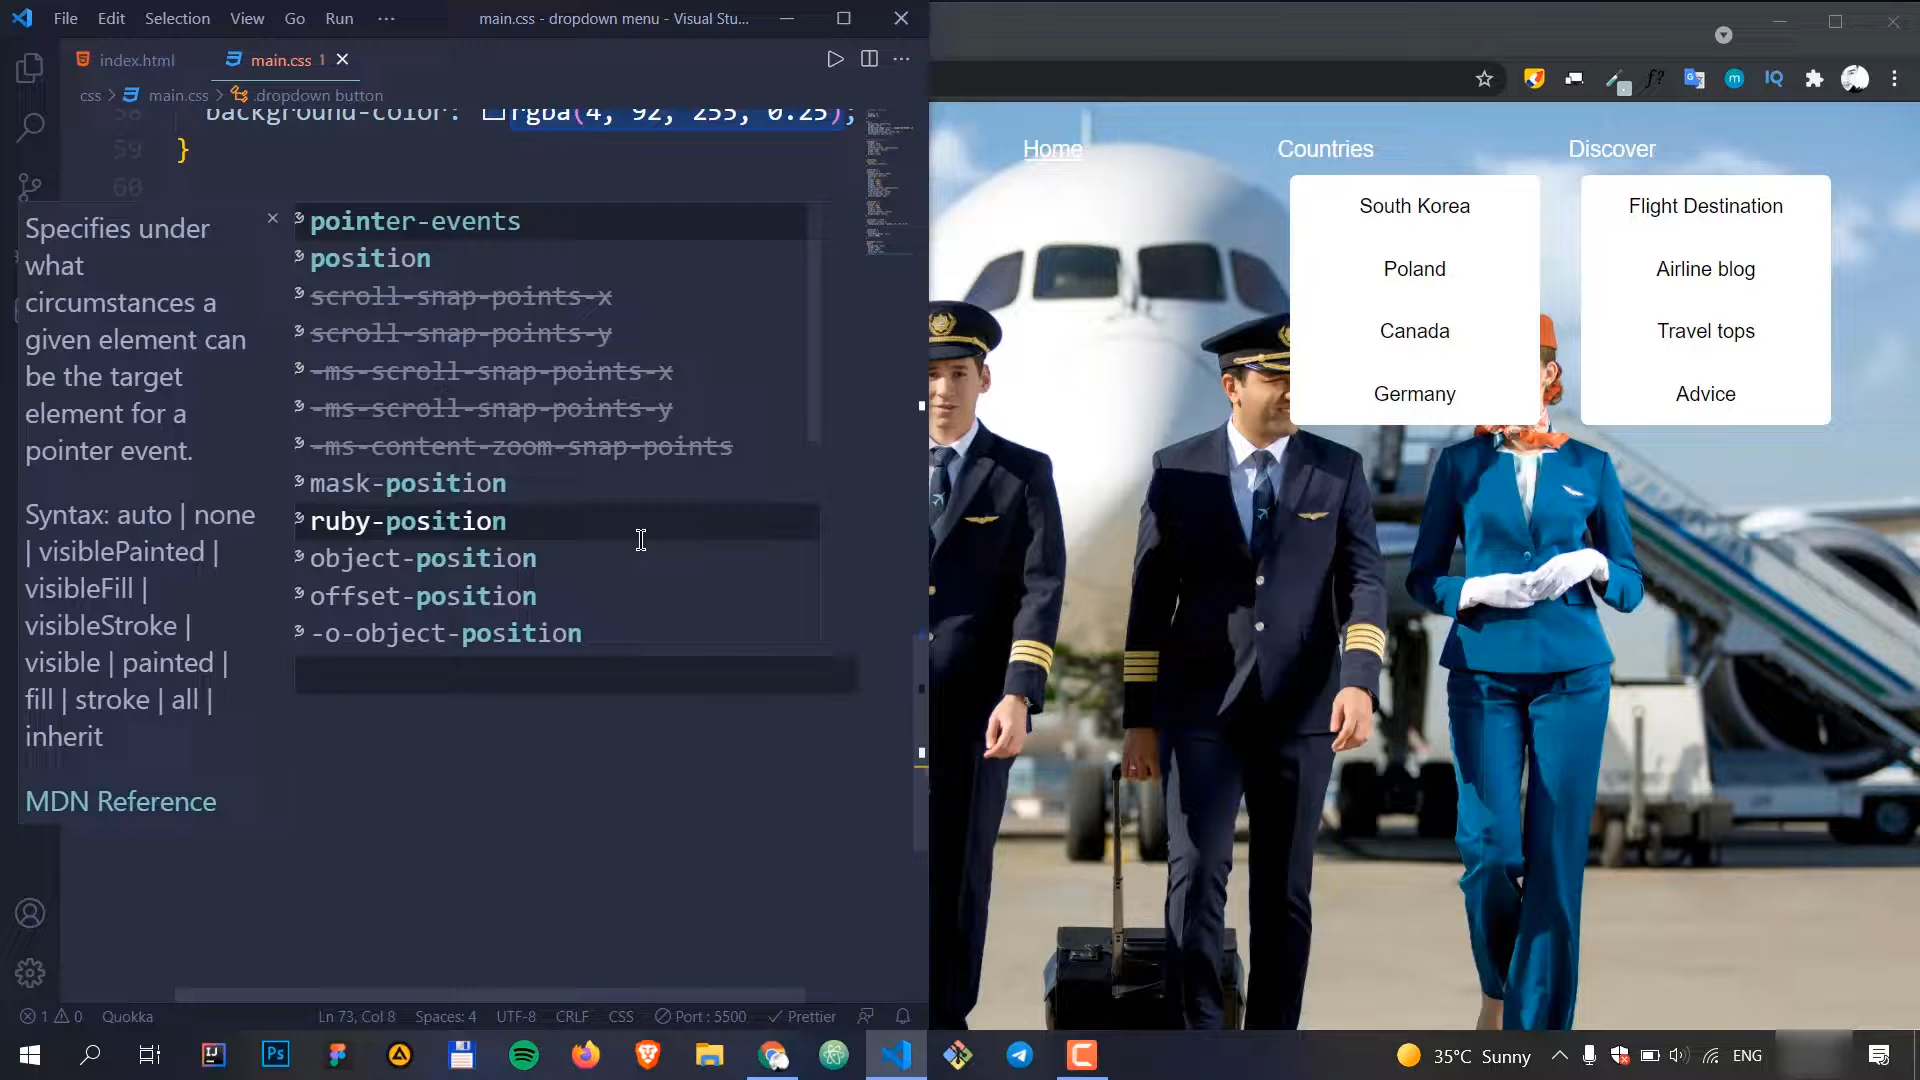 File Edit Selection View Go Run ···
main.css - dropdown menu - Visual Stu...
index.html
main.css 1
css > main.css > .dropdown button
58 background-color: rgba(4, 92, 255, 0.25);
59 }
60
Specifies under
what
circumstances a
given element can
be the target
element for a
pointer event.
Syntax: auto | none
| visiblePainted |
visibleFill |
visibleStroke |
visible | painted |
fill | stroke | all |
inherit
MDN Reference
pointer-events
position
scroll-snap-points-x
scroll-snap-points-y
-ms-scroll-snap-points-x
-ms-scroll-snap-points-y
-ms-content-zoom-snap-points
mask-position
ruby-position
object-position
offset-position
-o-object-position
1 0 Quokka Ln 73, Col 8 Spaces: 4 UTF-8 CRLF CSS Port : 5500 Prettier
f?
m
IQ
Home Countries Discover
South Korea
Poland
Canada
Germany
Flight Destination
Airline blog
Travel tops
Advice
IJ
Ps
35°C Sunny
ENG